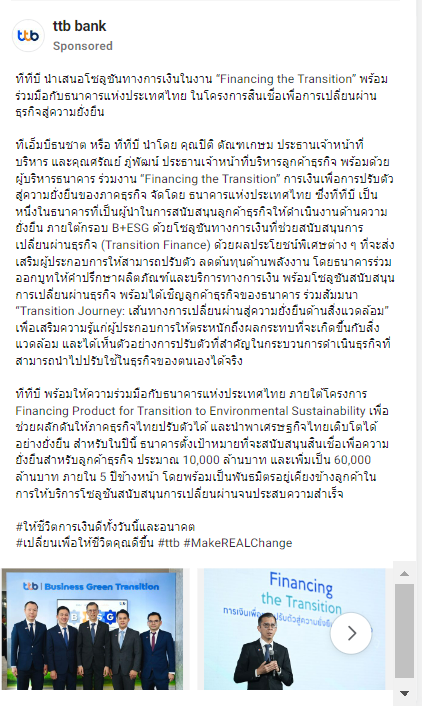 ttb
ttb bank
Sponsored
ทีทีบี นำเสนอโซลูชันทางการเงินในงาน “Financing the Transition” พร้อม
ร่วมมือกับธนาคารแห่งประเทศไทย ในโครงการสินเชื่อเพื่อการเปลี่ยนผ่าน
ธุรกิจสู่ความยั่งยืน
ทีเอ็มบีธนชาต หรือ ทีทีบี นำโดย คุณปิติ ตัณฑเกษม ประธานเจ้าหน้าที่
บริหาร และคุณศรัณย์ ภู่พัฒน์ ประธานเจ้าหน้าที่บริหารลูกค้าธุรกิจ พร้อมด้วย
ผู้บริหารธนาคาร ร่วมงาน “Financing the Transition” การเงินเพื่อการปรับตัว
สู่ความยั่งยืนของภาคธุรกิจ จัดโดย ธนาคารแห่งประเทศไทย ซึ่งทีทีบี เป็น
หนึ่งในธนาคารที่เป็นผู้นำในการสนับสนุนลูกค้าธุรกิจให้ดำเนินงานด้านความ
ยั่งยืน ภายใต้กรอบ B+ESG ด้วยโซลูชันทางการเงินที่ช่วยสนับสนุนการ
เปลี่ยนผ่านธุรกิจ (Transition Finance) ด้วยผลประโยชน์พิเศษต่าง ๆ ที่จะส่ง
เสริมผู้ประกอบการให้สามารถปรับตัว ลดต้นทุนด้านพลังงาน โดยธนาคารร่วม
ออกบูทให้คำปรึกษาผลิตภัณฑ์และบริการทางการเงิน พร้อมโซลูชันสนับสนุน
การเปลี่ยนผ่านธุรกิจ พร้อมได้เชิญลูกค้าธุรกิจของธนาคาร ร่วมสัมมนา
“Transition Journey: เส้นทางการเปลี่ยนผ่านสู่ความยั่งยืนด้านสิ่งแวดล้อม”
เพื่อเสริมความรู้แก่ผู้ประกอบการให้ตระหนักถึงผลกระทบที่จะเกิดขึ้นกับสิ่ง
แวดล้อม และได้เห็นตัวอย่างการปรับตัวที่สำคัญในกระบวนการดำเนินธุรกิจที่
สามารถนำไปปรับใช้ในธุรกิจของตนเองได้จริง
ทีทีบี พร้อมให้ความร่วมมือกับธนาคารแห่งประเทศไทย ภายใต้โครงการ
Financing Product for Transition to Environmental Sustainability เพื่อ
ช่วยผลักดันให้ภาคธุรกิจไทยปรับตัวได้ และนำพาเศรษฐกิจไทยเติบโตได้
อย่างยั่งยืน สำหรับในปีนี้ ธนาคารตั้งเป้าหมายที่จะสนับสนุนสินเชื่อเพื่อความ
ยั่งยืนสำหรับลูกค้าธุรกิจ ประมาณ 10,000 ล้านบาท และเพิ่มเป็น 60,000
ล้านบาท ภายใน 5 ปีข้างหน้า โดยพร้อมเป็นพันธมิตรอยู่เคียงข้างลูกค้าใน
การให้บริการโซลูชันสนับสนุนการเปลี่ยนผ่านจนประสบความสำเร็จ
#ให้ชีวิตการเงินดีทั้งวันนี้และอนาคต
#เปลี่ยนเพื่อให้ชีวิตคุณดีขึ้น #ttb #MakeREALChange
ttb | Business Green Transition
Financing
the Transition
การเงินเพื่อ